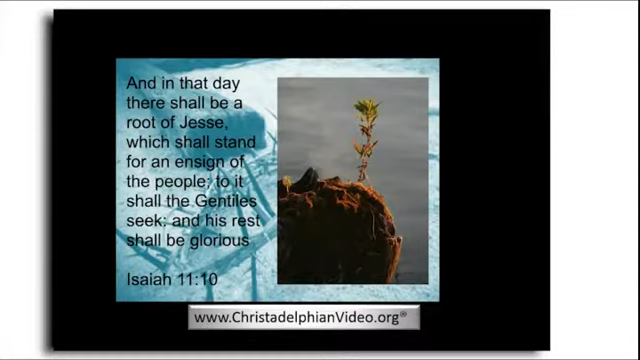 And in that day
there shall be a
root of Jesse,
which shall stand
for an ensign of
the people; to it
shall the Gentiles
seek: and his rest
shall be glorious
Isaiah 11:10
www.ChristadelphianVideo.org®